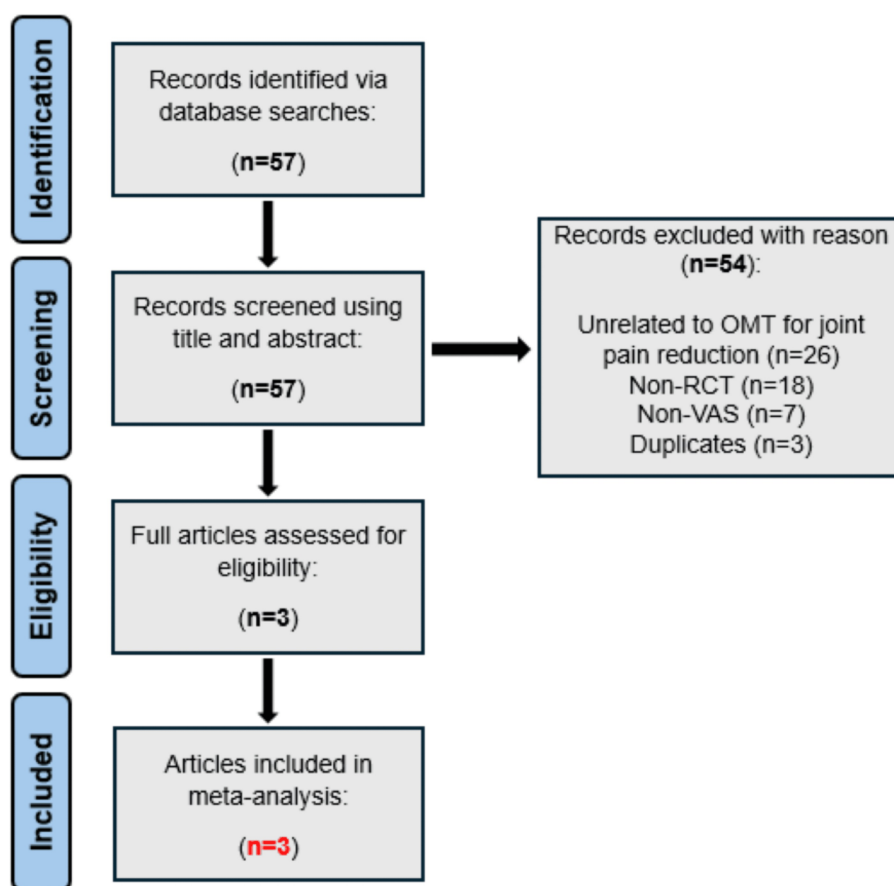 Identification
Records identified via
database searches:
(n=57)
Screening
Records screened using
title and abstract:
(n=57)
Records excluded with reason
(n=54):
Unrelated to OMT for joint
pain reduction (n=26)
Non-RCT (n=18)
Non-VAS (n=7)
Duplicates (n=3)
Eligibility
Full articles assessed for
eligibility:
(n=3)
Included
Articles included in
meta-analysis:
(n=3)